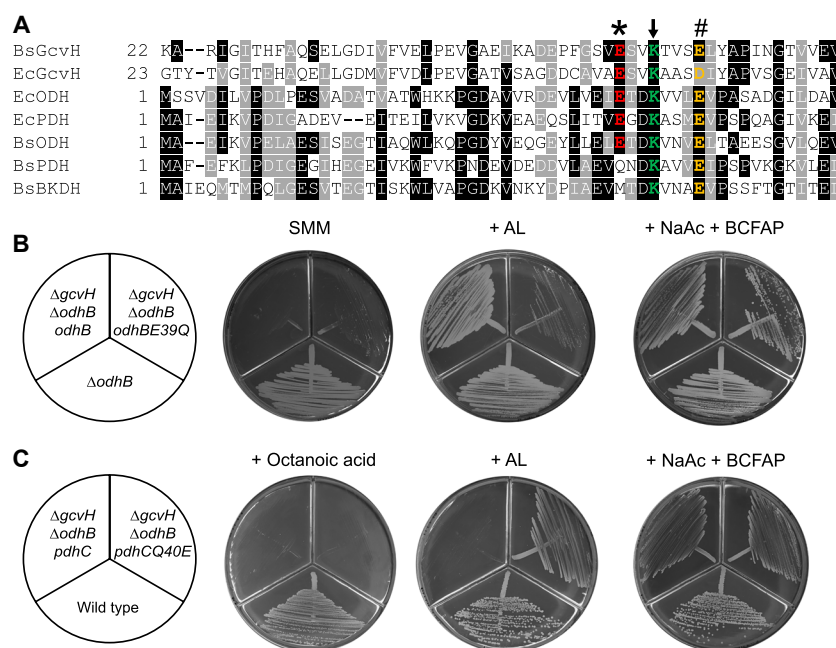 A
* ↓ #
BsGcvH 22 KA--RIGITHFAQSELGDIVFVELPEVGAEIKADEPFGSVESVKTVSELYAPINGTVVEV
EcGcvH 23 GTY-TVGITEHAQELLGDMVFVDLPEVGATVSAGDDCAVAESVKAASDIYAPVSGEIVAV
EcODH 1 MSSVDILVPDLPESVADATVATWHKKPGDAVVRDEVLVEIETDKVVLEVPASADGILDAV
EcPDH 1 MAI-EIKVPDIGADEV--EITEILVKVGDKVEAEQSLITVEGDKASMEVPSPQAGIVKEI
BsODH 1 MA--EIKVPELAESISEGTIAQWLKQPGDYVEQGEYLLELETDKVNVELTAEESGVLQEV
BsPDH 1 MAF-EFKLPDIGEGIHEGEIVKWFVKPNDEVDEDDVLAEVQNDKAVVEIPSPVKGKVLEL
BsBKDH 1 MAIEQMTMPQLGESVTEGTISKWLVAPGDKVNKYDPIAEVMTDKVNAEVPSSFTGTITEL
B
SMM
+ AL
+ NaAc + BCFAP
ΔgcvH
ΔodhB
odhB
ΔgcvH
ΔodhB
odhBE39Q
ΔodhB
C
+ Octanoic acid
+ AL
+ NaAc + BCFAP
ΔgcvH
ΔodhB
pdhC
ΔgcvH
ΔodhB
pdhCQ40E
Wild type